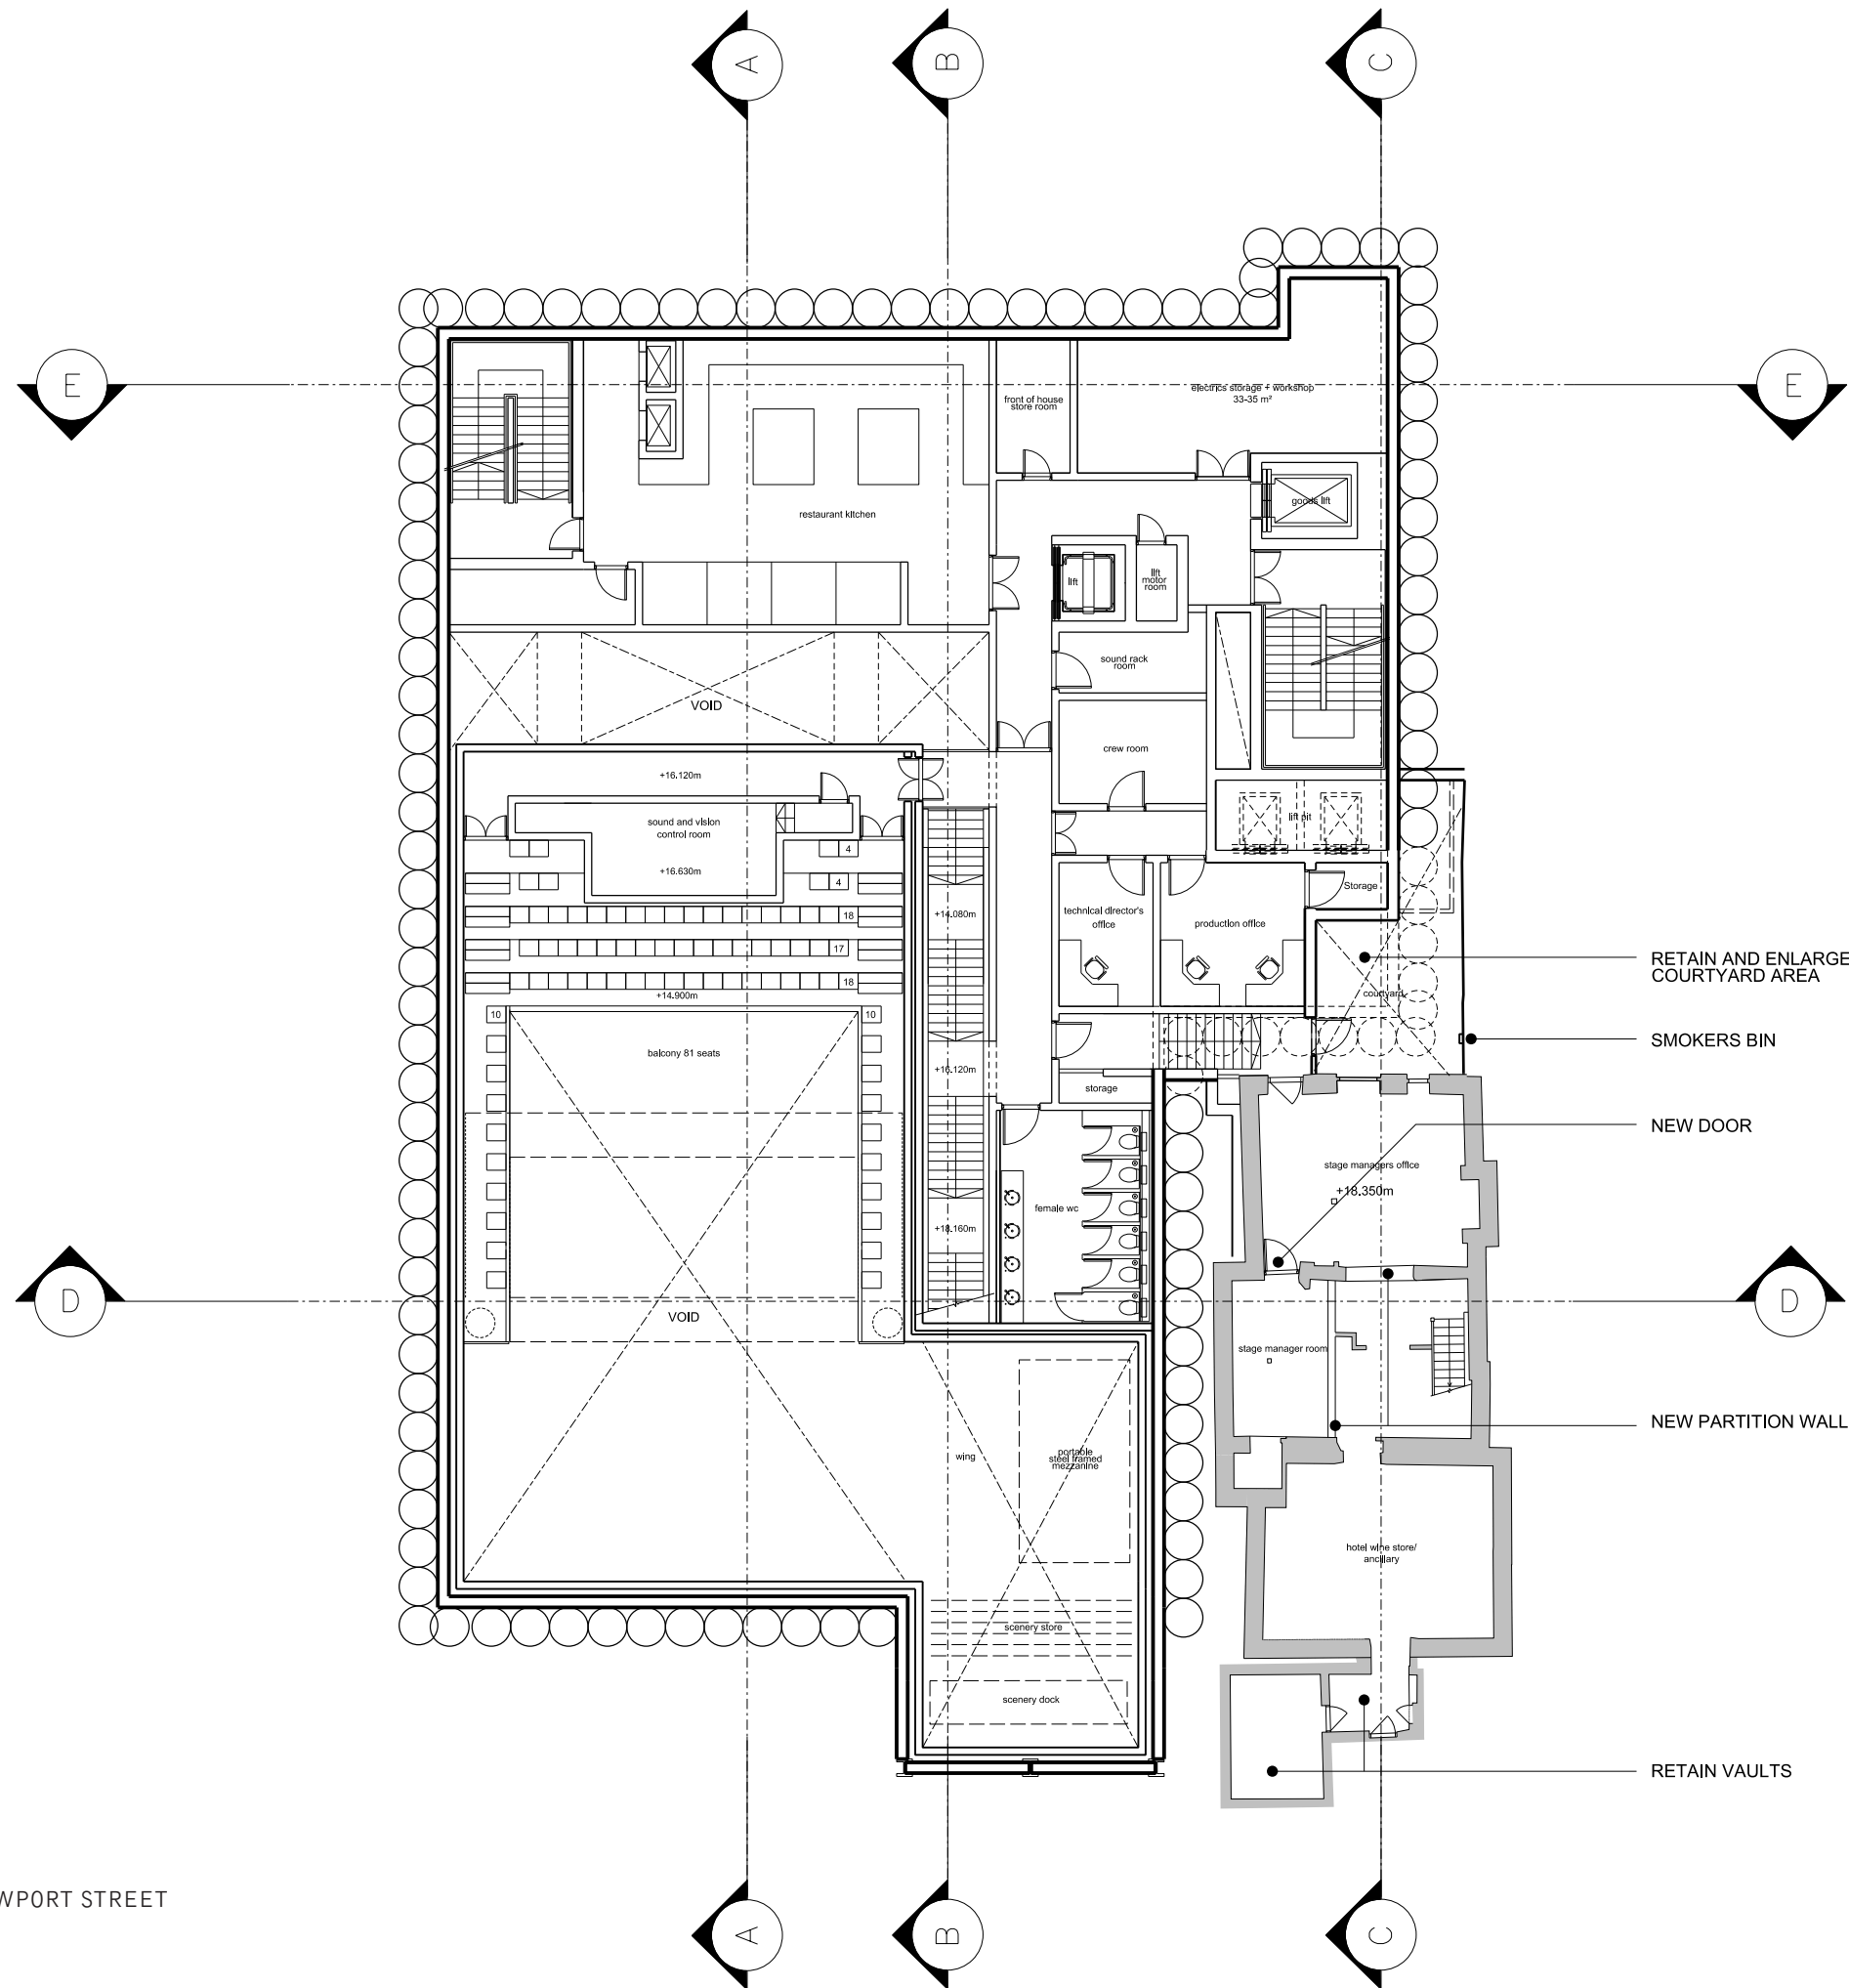 A
B
C
E
E
electrics storage + workshop
33-35 m²
front of house
store room
goods lift
restaurant kitchen
lift
lift
motor
room
sound rack
room
VOID
crew room
+16.120m
sound and vision
control room
lift pit
4
+16.630m
4
Storage
18
+14.080m
technical director's
office
production office
17
RETAIN AND ENLARGE
COURTYARD AREA
18
+14.900m
courtyard
10
10
SMOKERS BIN
balcony 81 seats
+16.120m
storage
NEW DOOR
stage managers office
+18.350m
female wc
+18.160m
D
D
VOID
stage manager room
NEW PARTITION WALL
wing
portable
steel framed
mezzanine
hotel wine store/
ancillary
scenery store
scenery dock
RETAIN VAULTS
WPORT STREET
A
B
C